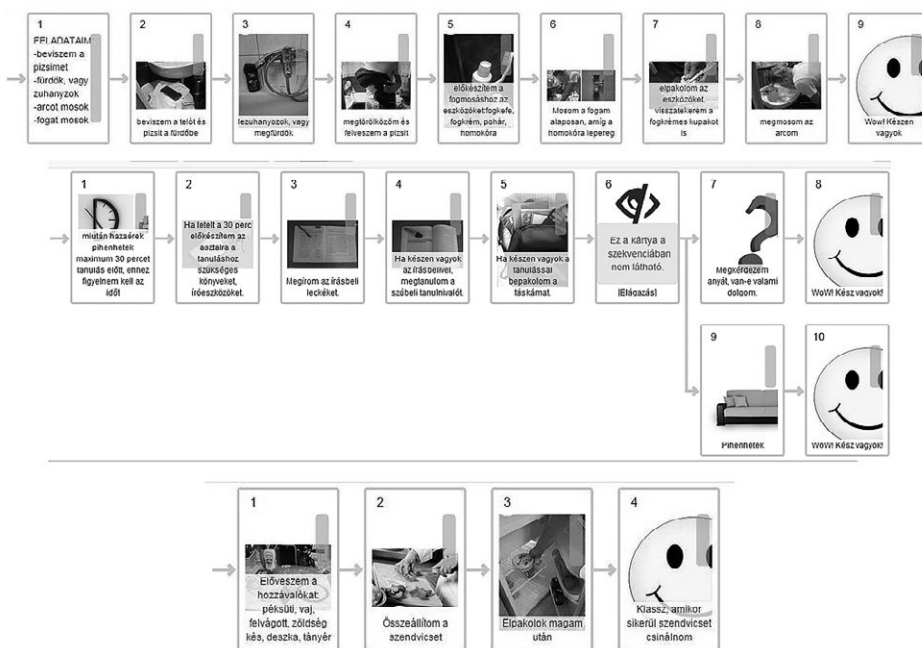 1
FELADATAIM
-beviszem a
pizsimet
-fürdök, vagy
zuhanyzok
-arcot mosok
-fogat mosok
2
beviszem a telót és
pizsit a fürdőbe
3
lezuhanyozok, vagy
megfürdök
4
megtörölközöm és
felveszem a pizsit
5
előkészítem a
fogmosáshoz az
eszközöket:fogkefe,
fogkrém, pohár,
homokóra
6
Mosom a fogam
alaposan, amíg a
homokóra lepereg
7
elpakolom az
eszközöket,
visszatekerem a
fogkrémes kupakot
is
8
megmosom az
arcom
9
Wow! Készen
vagyok
1
miután hazaérek
pihenhetek
maximum 30 percet
tanulás előtt, ehhez
figyelnem kell az
időt
2
Ha letelt a 30 perc
előkészítem az
asztalra a
tanuláshoz
szükséges
könyveket,
íróeszközöket.
3
Megírom az írásbeli
leckéket.
4
Ha készen vagyok
az írásbelivel,
megtanulom a
szóbeli tanulnivalót.
5
Ha készen vagyok a
tanulással
bepakolom a
táskámat.
6
Ez a kártya a
szekvenciában
nem látható.
[Elágazás]
7
Megkérdezem
anyát, van-e valami
dolgom.
8
WoW! Kész vagyok!
9
Pihenhetek
10
WoW! Kész vagyok!
1
Előveszem a
hozzávalókat:
péksüti, vaj,
felvágott, zöldség
kés, deszka, tányér
2
Összeállítom a
szendvicset
3
Elpakolok magam
után
4
Klassz, amikor
sikerül szendvicset
csinálnom